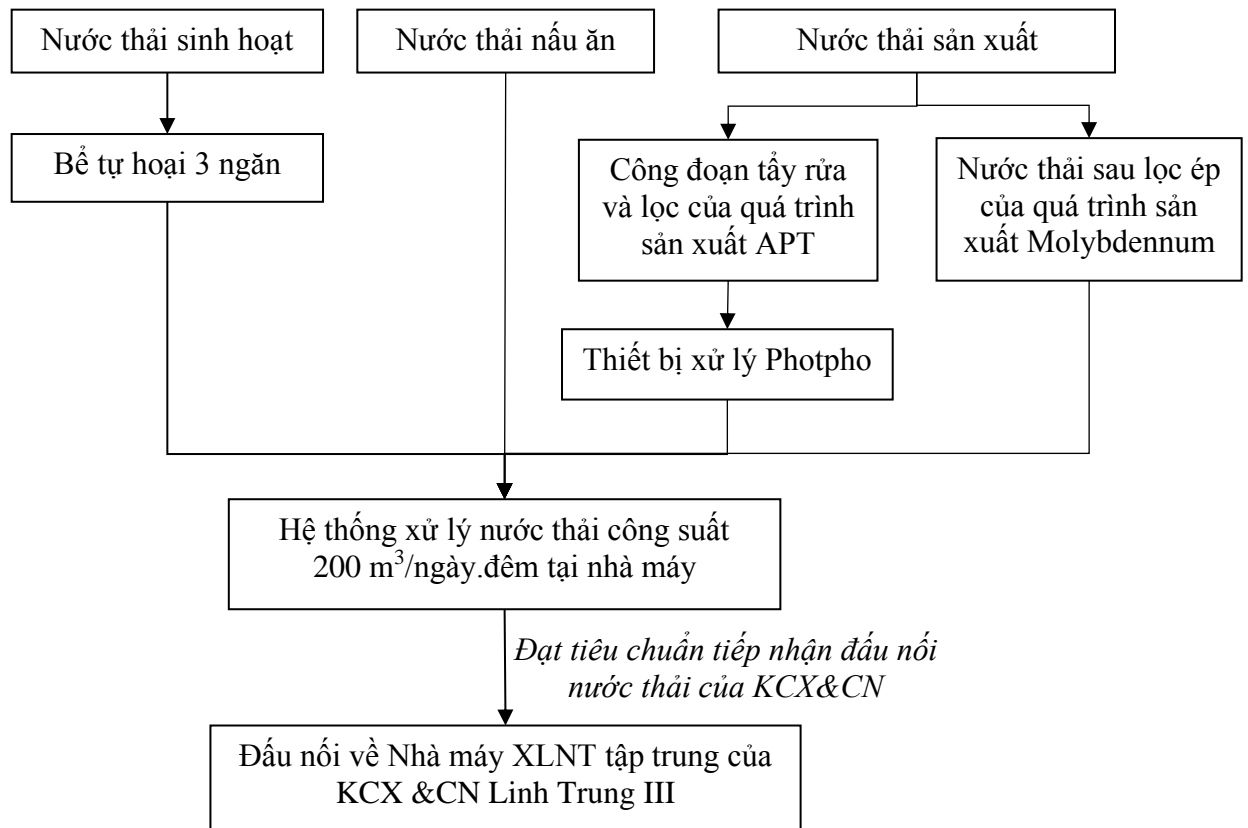 Nước thải sinh hoạt
Nước thải nấu ăn
Nước thải sản xuất
Bể tự hoại 3 ngăn
Công đoạn tẩy rửa
và lọc của quá trình
sản xuất APT
Nước thải sau lọc ép
của quá trình sản
xuất Molybdennum
Thiết bị xử lý Photpho
Hệ thống xử lý nước thải công suất
200 m³/ngày.đêm tại nhà máy
Đạt tiêu chuẩn tiếp nhận đấu nối
nước thải của KCX&CN
Đấu nối về Nhà máy XLNT tập trung của
KCX &CN Linh Trung III